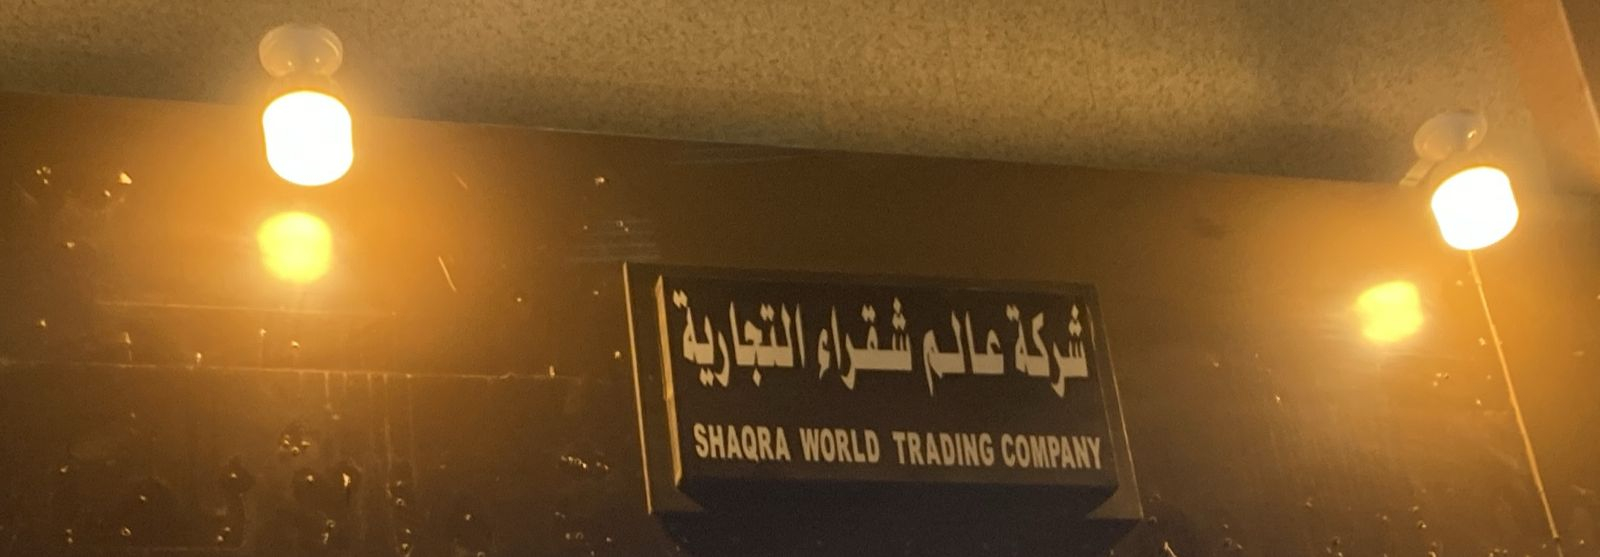 شركة عالم شقراء التجارية
SHAQRA WORLD TRADING COMPANY